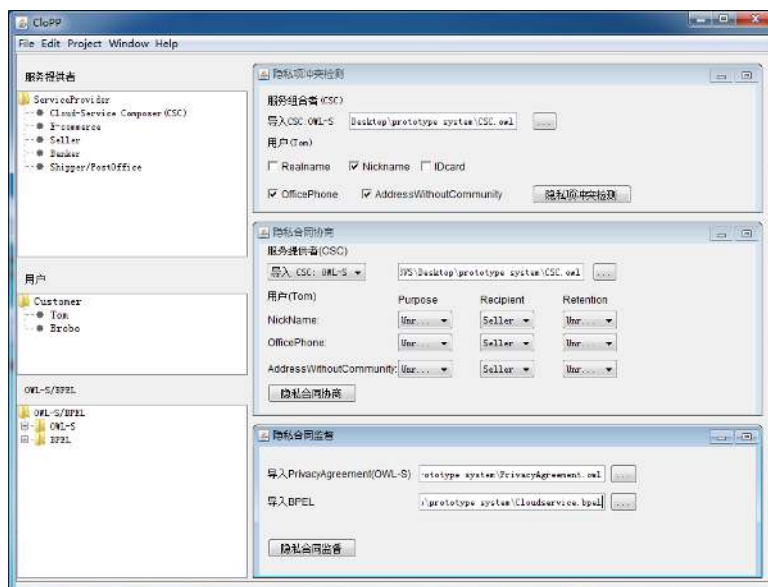 CloPP
File Edit Project Window Help
服务提供者
ServiceProvider
Cloud-Service Composer(CSC)
E-commerce
Seller
Banker
Shipper/PostOffice
用户
Customer
Tom
Brobo
OWL-S/BPEL
OWL-S/BPEL
OWL-S
BPEL
隐私项冲突检测
服务组合者(CSC)
导入CSC:OWL-S Desktop\prototype system\CSC.owl ...
用户(Tom)
Realname Nickname IDcard
OfficePhone AddressWithoutCommunity 隐私项冲突检测
隐私合同协商
服务提供者(CSC)
导入 CSC: OWL-S \Desktop\prototype system\CSC.owl ...
用户(Tom) Purpose Recipient Retention
NickName: Unr... Seller Unr...
OfficePhone: Unr... Seller Unr...
AddressWithoutCommunity: Unr... Seller Unr...
隐私合同协商
隐私合同监督
导入PrivacyAgreement(OWL-S) ototype system\PrivacyAgreement.owl ...
导入BPEL \prototype system\Cloudservice.bpel ...
隐私合同监督